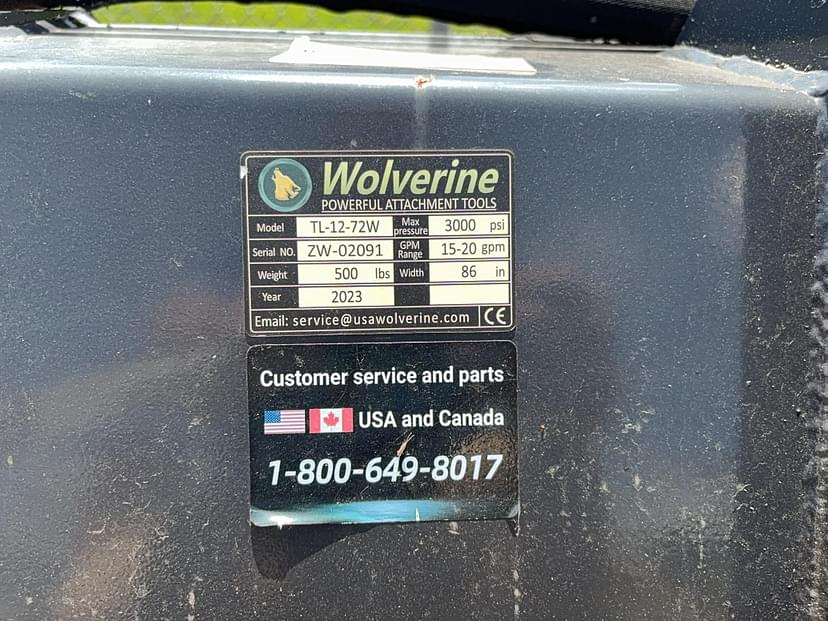 Wolverine
POWERFUL ATTACHMENT TOOLS
Model TL-12-72W Max pressure 3000 psi
Serial NO. ZW-02091 GPM Range 15-20 gpm
Weight 500 lbs Width 86 in
Year 2023
Email: service@usawolverine.com CE
Customer service and parts
USA and Canada
1-800-649-8017